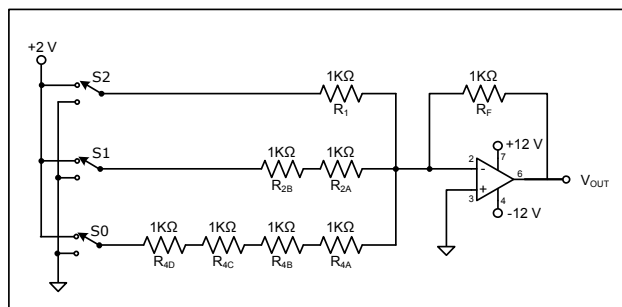 +2 V
S2
1KΩ
R1
1KΩ
RF
S1
1KΩ
R2B
1KΩ
R2A
2
-
3
+
7
+12 V
6
VOUT
4
-12 V
S0
1KΩ
R4D
1KΩ
R4C
1KΩ
R4B
1KΩ
R4A